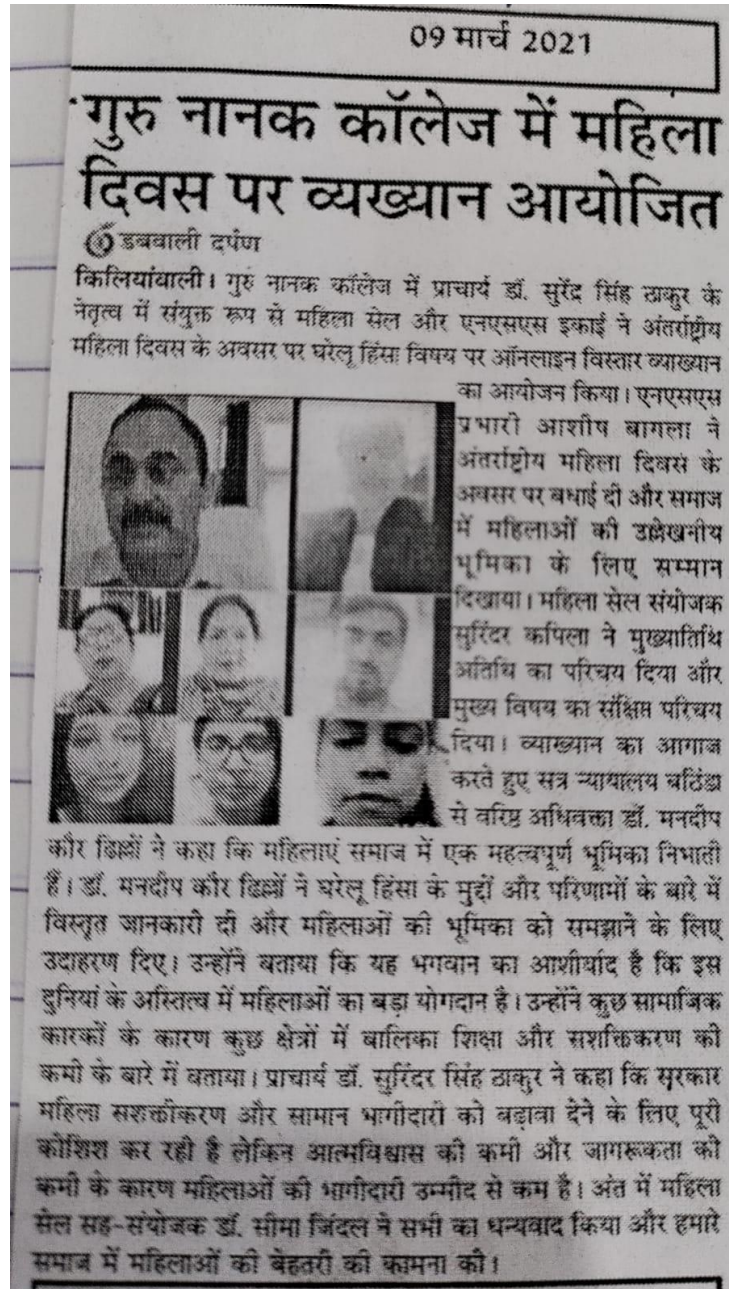 09 मार्च 2021
गुरु नानक कॉलेज में महिला
दिवस पर व्यख्यान आयोजित
डबवाली दर्पण
किलियांवाली। गुरु नानक कॉलेज में प्राचार्य डॉ. सुरेंद्र सिंह ठाकुर के
नेतृत्व में संयुक्त रूप से महिला सेल और एनएसएस इकाई ने अंतर्राष्ट्रीय
महिला दिवस के अवसर पर घरेलू हिंसा विषय पर ऑनलाइन विस्तार व्याख्यान
का आयोजन किया। एनएसएस
प्रभारी आशीष बागला ने
अंतर्राष्ट्रीय महिला दिवस के
अवसर पर बधाई दी और समाज
में महिलाओं की उल्लेखनीय
भूमिका के लिए सम्मान
दिखाया। महिला सेल संयोजक
सुरिंदर कपिला ने मुख्यातिथि
अतिथि का परिचय दिया और
मुख्य विषय का संक्षिप्त परिचय
दिया। व्याख्यान का आगाज
करते हुए सत्र न्यायालय बठिंडा
से वरिष्ठ अधिवक्ता डॉ. मनदीप
कौर ढिल्लों ने कहा कि महिलाएं समाज में एक महत्वपूर्ण भूमिका निभाती
हैं। डॉ. मनदीप कौर ढिल्लों ने घरेलू हिंसा के मुद्दों और परिणामों के बारे में
विस्तृत जानकारी दी और महिलाओं की भूमिका को समझाने के लिए
उदाहरण दिए। उन्होंने बताया कि यह भगवान का आशीर्याद है कि इस
दुनियां के अस्तित्व में महिलाओं का बड़ा योगदान है। उन्होंने कुछ सामाजिक
कारकों के कारण कुछ क्षेत्रों में बालिका शिक्षा और सशक्तिकरण की
कमी के बारे में बताया। प्राचार्य डॉ. सुरिंदर सिंह ठाकुर ने कहा कि सरकार
महिला सशक्तीकरण और सामान भागीदारी को बढ़ावा देने के लिए पूरी
कोशिश कर रही है लेकिन आत्मविश्वास की कमी और जागरूकता की
कमी के कारण महिलाओं की भागीदारी उम्मीद से कम है। अंत में महिला
सेल सह-संयोजक डॉ. सीमा जिंदल ने सभी का धन्यवाद किया और हमारे
समाज में महिलाओं की बेहतरी की कामना की।